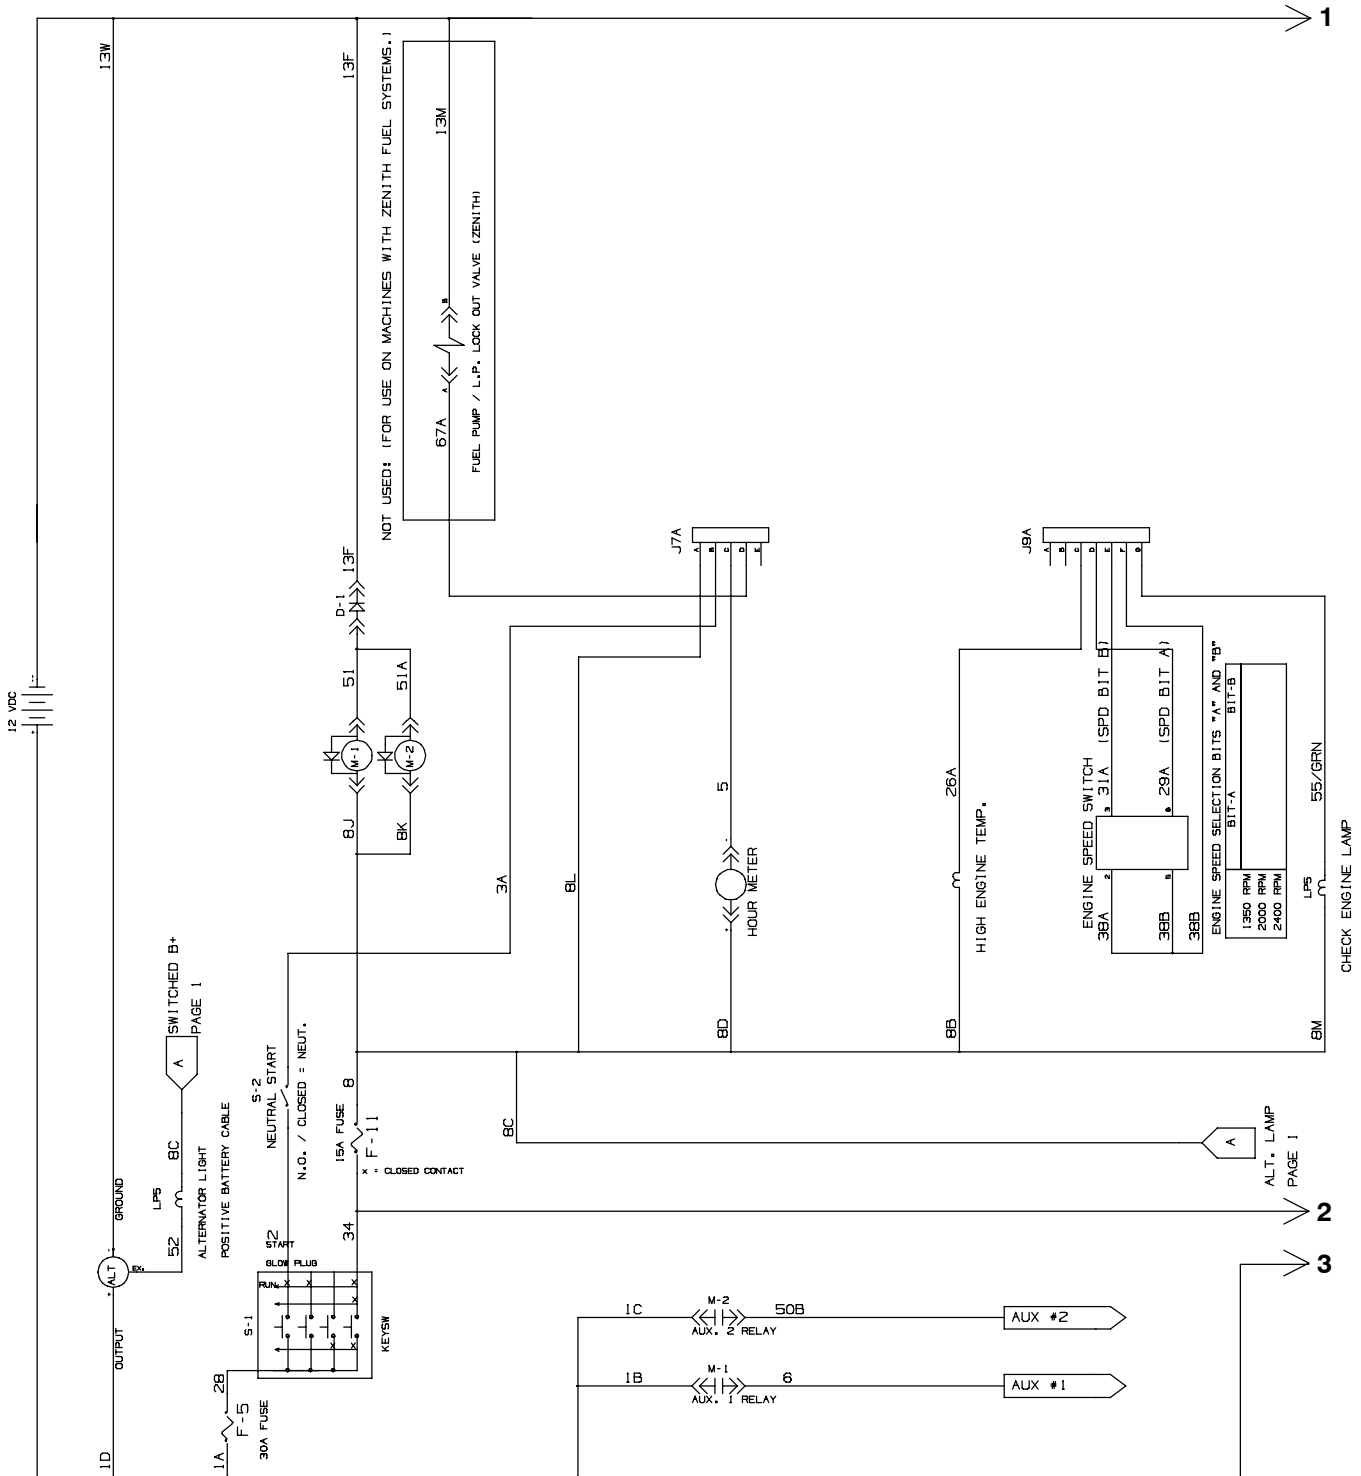 1
12 VDC
13W
GROUND
ALT
EX.
OUTPUT
1D
52
LP5
8C
A
SWITCHED B+
PAGE 1
ALTERNATOR LIGHT
POSITIVE BATTERY CABLE
13F
13F
D-1
51
51A
M-1
M-2
8J
8K
NOT USED: (FOR USE ON MACHINES WITH ZENITH FUEL SYSTEMS.)
13M
B
A
67A
FUEL PUMP / L.P. LOCK OUT VALVE (ZENITH)
S-2
NEUTRAL START
N.O. / CLOSED = NEUT.
8
15A FUSE
F-11
X = CLOSED CONTACT
12
34
START
GLOW PLUG
RUN
X X X
X
X X
S-1
KEYSW
2B
F-5
30A FUSE
1A
3A
8L
J7A
A B C D E
5
- 
HOUR METER
+
8D
J9A
A B C D E F G
26A
HIGH ENGINE TEMP.
8B
ENGINE SPEED SWITCH
31A (SPD BIT B)
29A (SPD BIT A)
3
6
2
5
38A
38B
38B
ENGINE SPEED SELECTION BITS "A" AND "B"
BIT-A BIT-B
1350 RPM
2000 RPM
2400 RPM
55/GRN
LP5
CHECK ENGINE LAMP
8M
8C
A
ALT. LAMP
PAGE 1
2
3
1C
M-2
50B
AUX. 2 RELAY
AUX #2
1B
M-1
6
AUX. 1 RELAY
AUX #1